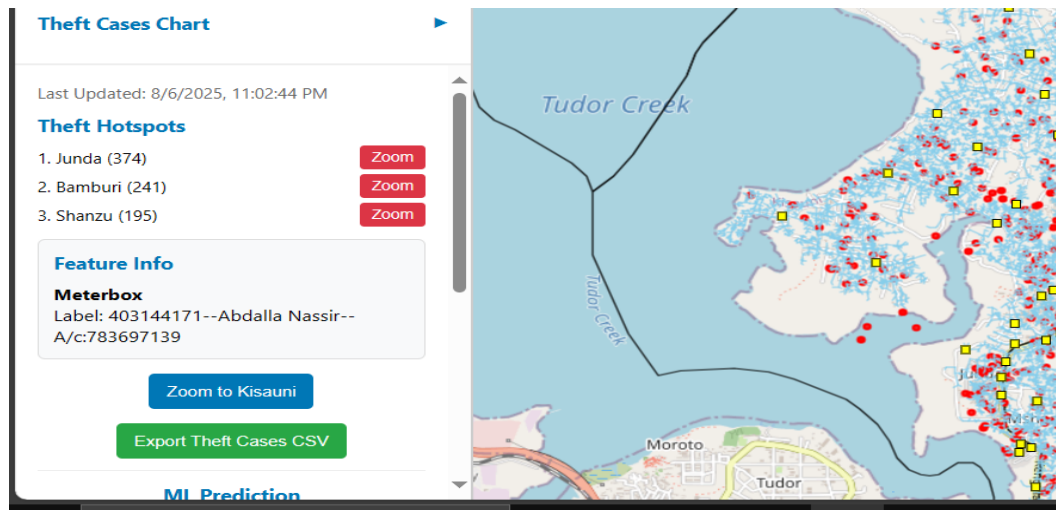 Theft Cases Chart
Last Updated: 8/6/2025, 11:02:44 PM
Theft Hotspots
1. Junda (374)
Zoom
2. Bamburi (241)
Zoom
3. Shanzu (195)
Zoom
Feature Info
Meterbox
Label: 403144171--Abdalla Nassir--
A/c:783697139
Zoom to Kisauni
Export Theft Cases CSV
ML Prediction
Tudor Creek
Tudor Creek
Moroto
Tudor